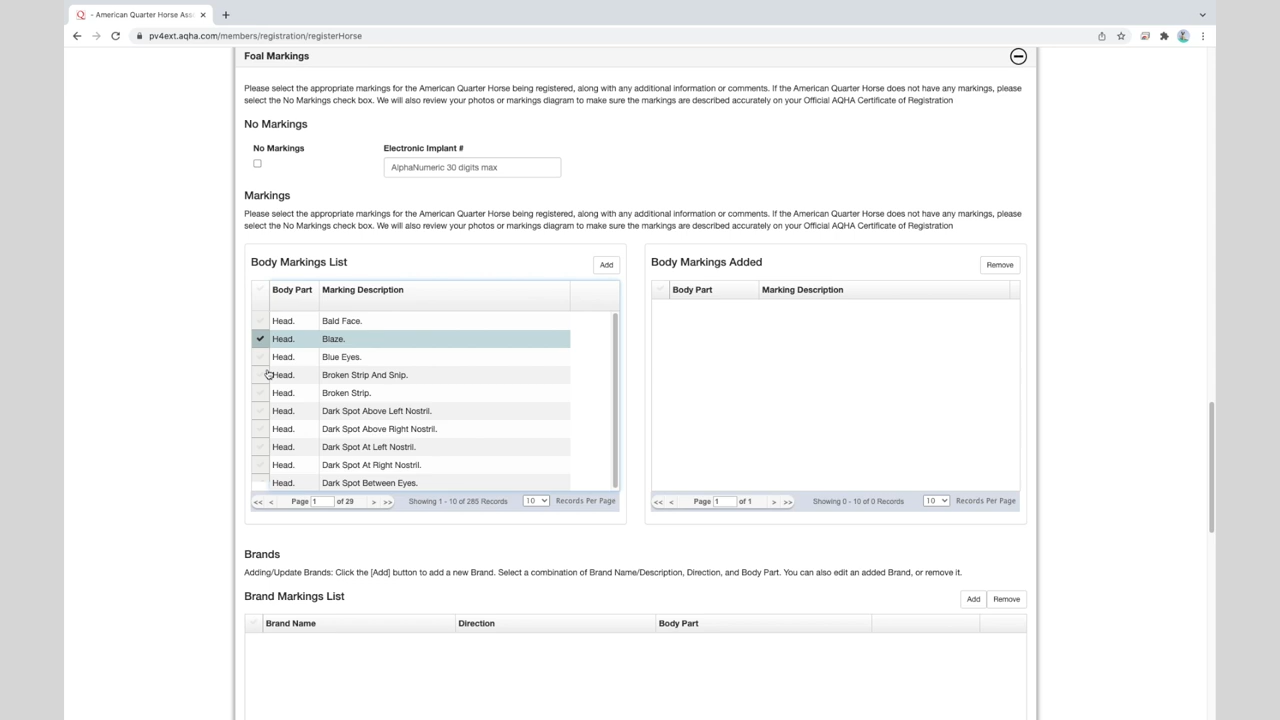 - American Quarter Horse Ass
pv4ext.aqha.com/members/registration/registerHorse
Foal Markings
Please select the appropriate markings for the American Quarter Horse being registered, along with any additional information or comments. If the American Quarter Horse does not have any markings, please
select the No Markings check box. We will also review your photos or markings diagram to make sure the markings are described accurately on your Official AQHA Certificate of Registration
No Markings
No Markings Electronic Implant #
AlphaNumeric 30 digits max
Markings
Please select the appropriate markings for the American Quarter Horse being registered, along with any additional information or comments. If the American Quarter Horse does not have any markings, please
select the No Markings check box. We will also review your photos or markings diagram to make sure the markings are described accurately on your Official AQHA Certificate of Registration
Body Markings List Add
Body Part Marking Description
Head. Bald Face.
Head. Blaze.
Head. Blue Eyes.
Head. Broken Strip And Snip.
Head. Broken Strip.
Head. Dark Spot Above Left Nostril.
Head. Dark Spot Above Right Nostril.
Head. Dark Spot At Left Nostril.
Head. Dark Spot At Right Nostril.
Head. Dark Spot Between Eyes.
<< < Page 1 of 29 > >> Showing 1 - 10 of 285 Records 10 Records Per Page
Body Markings Added Remove
Body Part Marking Description
<< < Page 1 of 1 > >> Showing 0 - 10 of 0 Records 10 Records Per Page
Brands
Adding/Update Brands: Click the [Add] button to add a new Brand. Select a combination of Brand Name/Description, Direction, and Body Part. You can also edit an added Brand, or remove it.
Brand Markings List Add Remove
Brand Name Direction Body Part